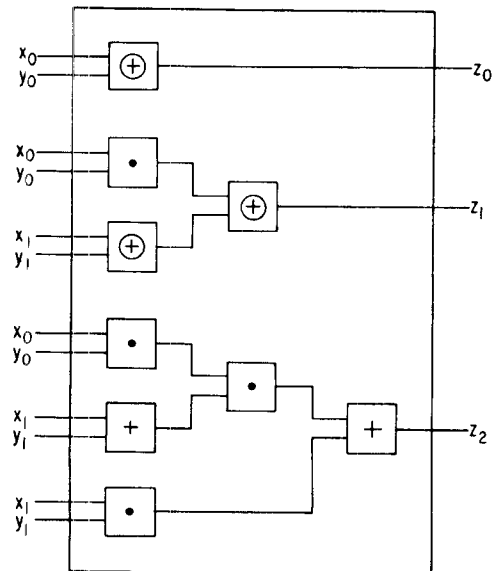 x₀
y₀
⊕
z₀
x₀
y₀
•
⊕
z₁
x₁
y₁
⊕
x₀
y₀
•
•
x₁
y₁
+
+
z₂
x₁
y₁
•